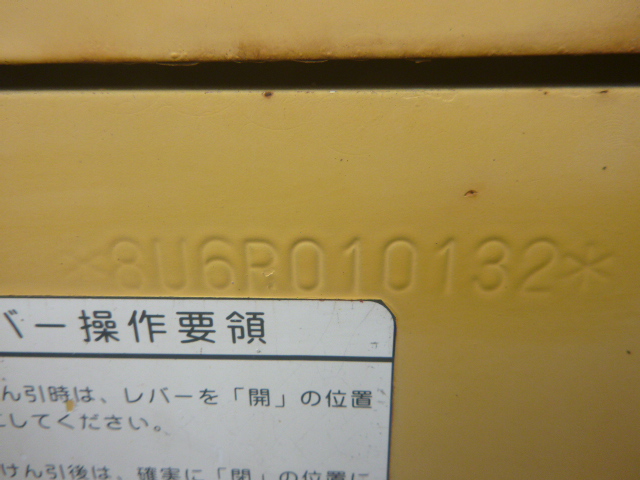 *8U6R010132*
バー操作要領
ん引時は、レバーを「開」の位置
にしてください。
けん引後は、確実に「閉」の位置に